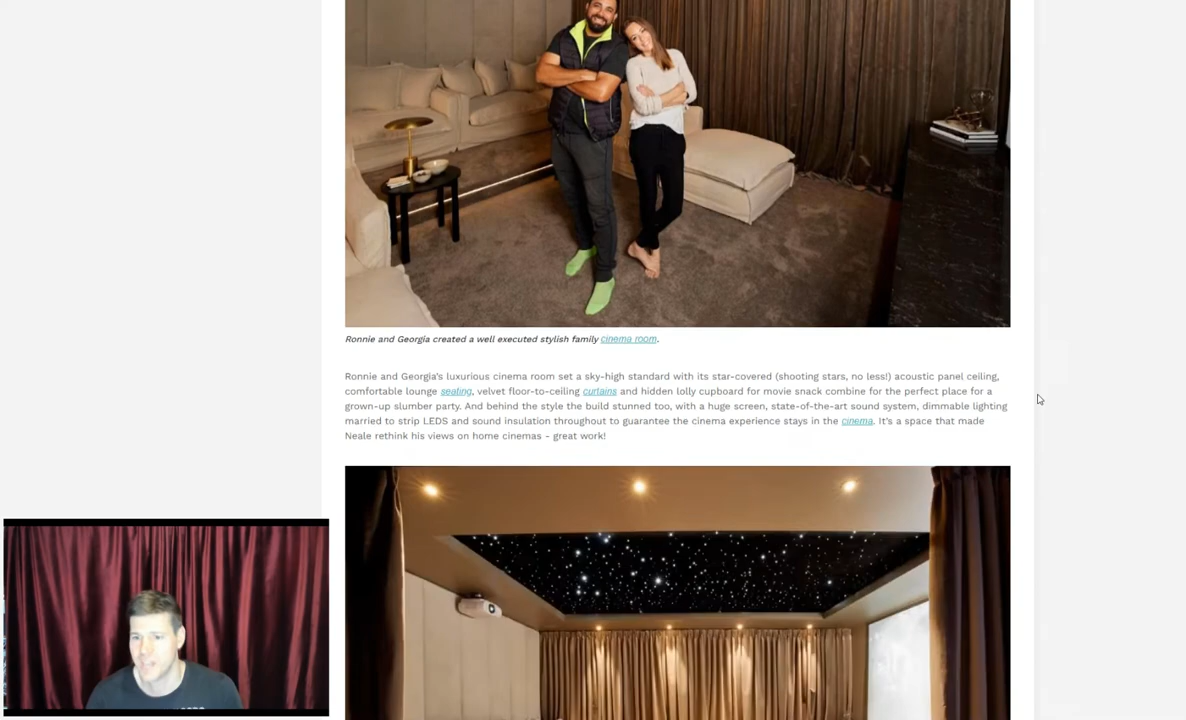 Ronnie and Georgia created a well executed stylish family cinema room.
Ronnie and Georgia's luxurious cinema room set a sky-high standard with its star-covered (shooting stars, no less!) acoustic panel ceiling,
comfortable lounge seating, velvet floor-to-ceiling curtains and hidden lolly cupboard for movie snack combine for the perfect place for a
grown-up slumber party. And behind the style the build stunned too, with a huge screen, state-of-the-art sound system, dimmable lighting
married to strip LEDS and sound insulation throughout to guarantee the cinema experience stays in the cinema. It's a space that made
Neale rethink his views on home cinemas - great work!